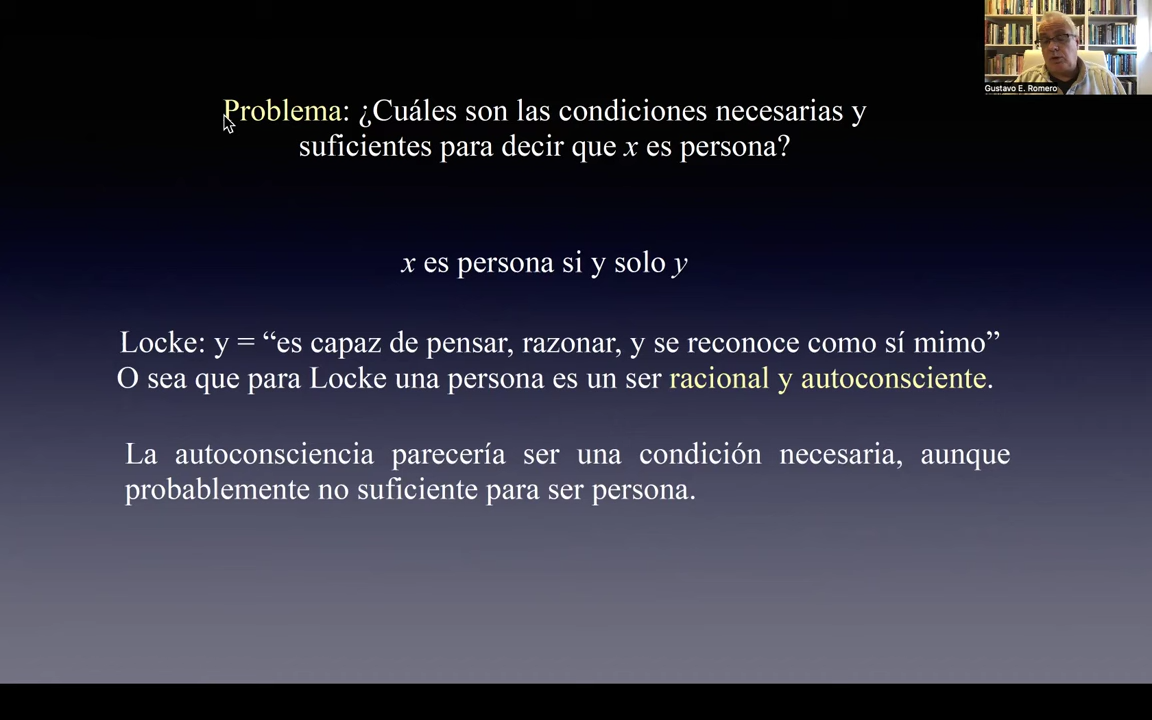 Gustavo E. Romero
Problema: ¿Cuáles son las condiciones necesarias y
suficientes para decir que x es persona?
x es persona si y solo y
Locke: y = “es capaz de pensar, razonar, y se reconoce como sí mimo”
O sea que para Locke una persona es un ser racional y autoconsciente.
La autoconsciencia parecería ser una condición necesaria, aunque
probablemente no suficiente para ser persona.